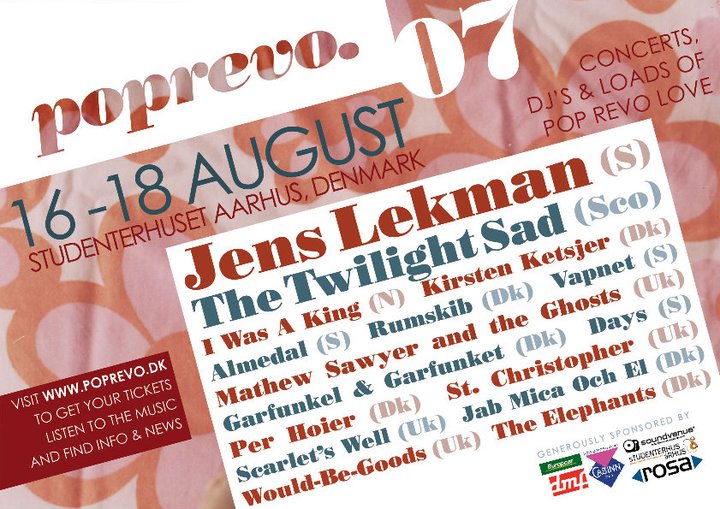 poprevo. 07
CONCERTS,
DJ'S & LOADS OF
POP REVO LOVE
16-18 AUGUST
STUDENTERHUSET AARHUS, DENMARK
Jens Lekman (S)
The Twilight Sad (Sco)
I Was A King (N) Kirsten Ketsjer (Dk)
Almedal (S) Rumskib (Dk) Vapnet (S)
Mathew Sawyer and the Ghosts (Uk)
Garfunkel & Garfunket (Dk) Days (S)
Per Hoier (Dk) St. Christopher (Uk)
Scarlet's Well (Uk) Jab Mica Och El (Dk)
Would-Be-Goods (Uk) The Elephants (Dk)
VISIT WWW.POPREVO.DK
TO GET YOUR TICKETS
LISTEN TO THE MUSIC
AND FIND INFO & NEWS
GENEROUSLY SPONSORED BY
Europcar
dmf
CABINN
soundvenue
STUDENTERHUS
ÅRHUS
rosa